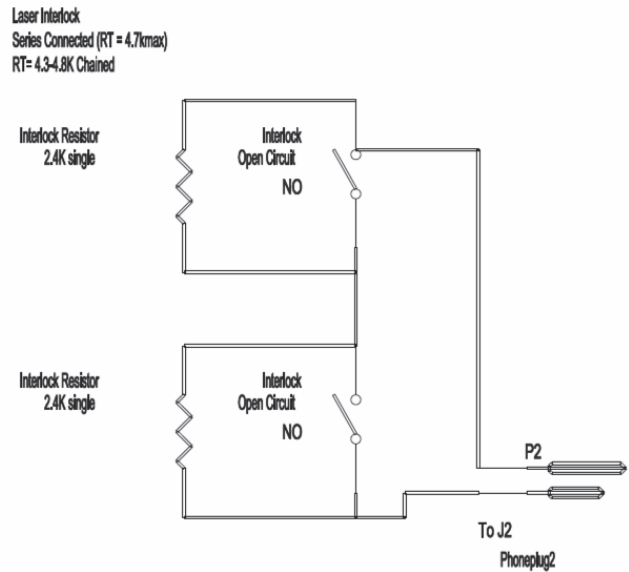 Laser Interlock
Series Connected (RT = 4.7kmax)
RT= 4.3-4.8K Chained
Interlock Resistor
2.4K single
Interlock
Open Circuit
NO
Interlock Resistor
2.4K single
Interlock
Open Circuit
NO
P2
To J2
Phoneplug2